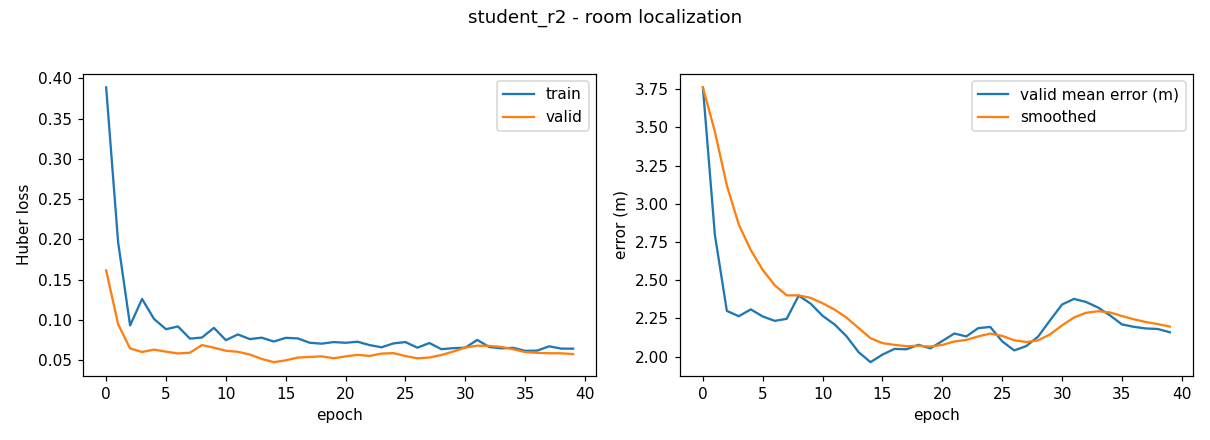 student_r2 - room localization
0.40
0.35
0.30
0.25
0.20
0.15
0.10
0.05
Huber loss
0 5 10 15 20 25 30 35 40
epoch
train
valid
3.75
3.50
3.25
3.00
2.75
2.50
2.25
2.00
error (m)
0 5 10 15 20 25 30 35 40
epoch
valid mean error (m)
smoothed